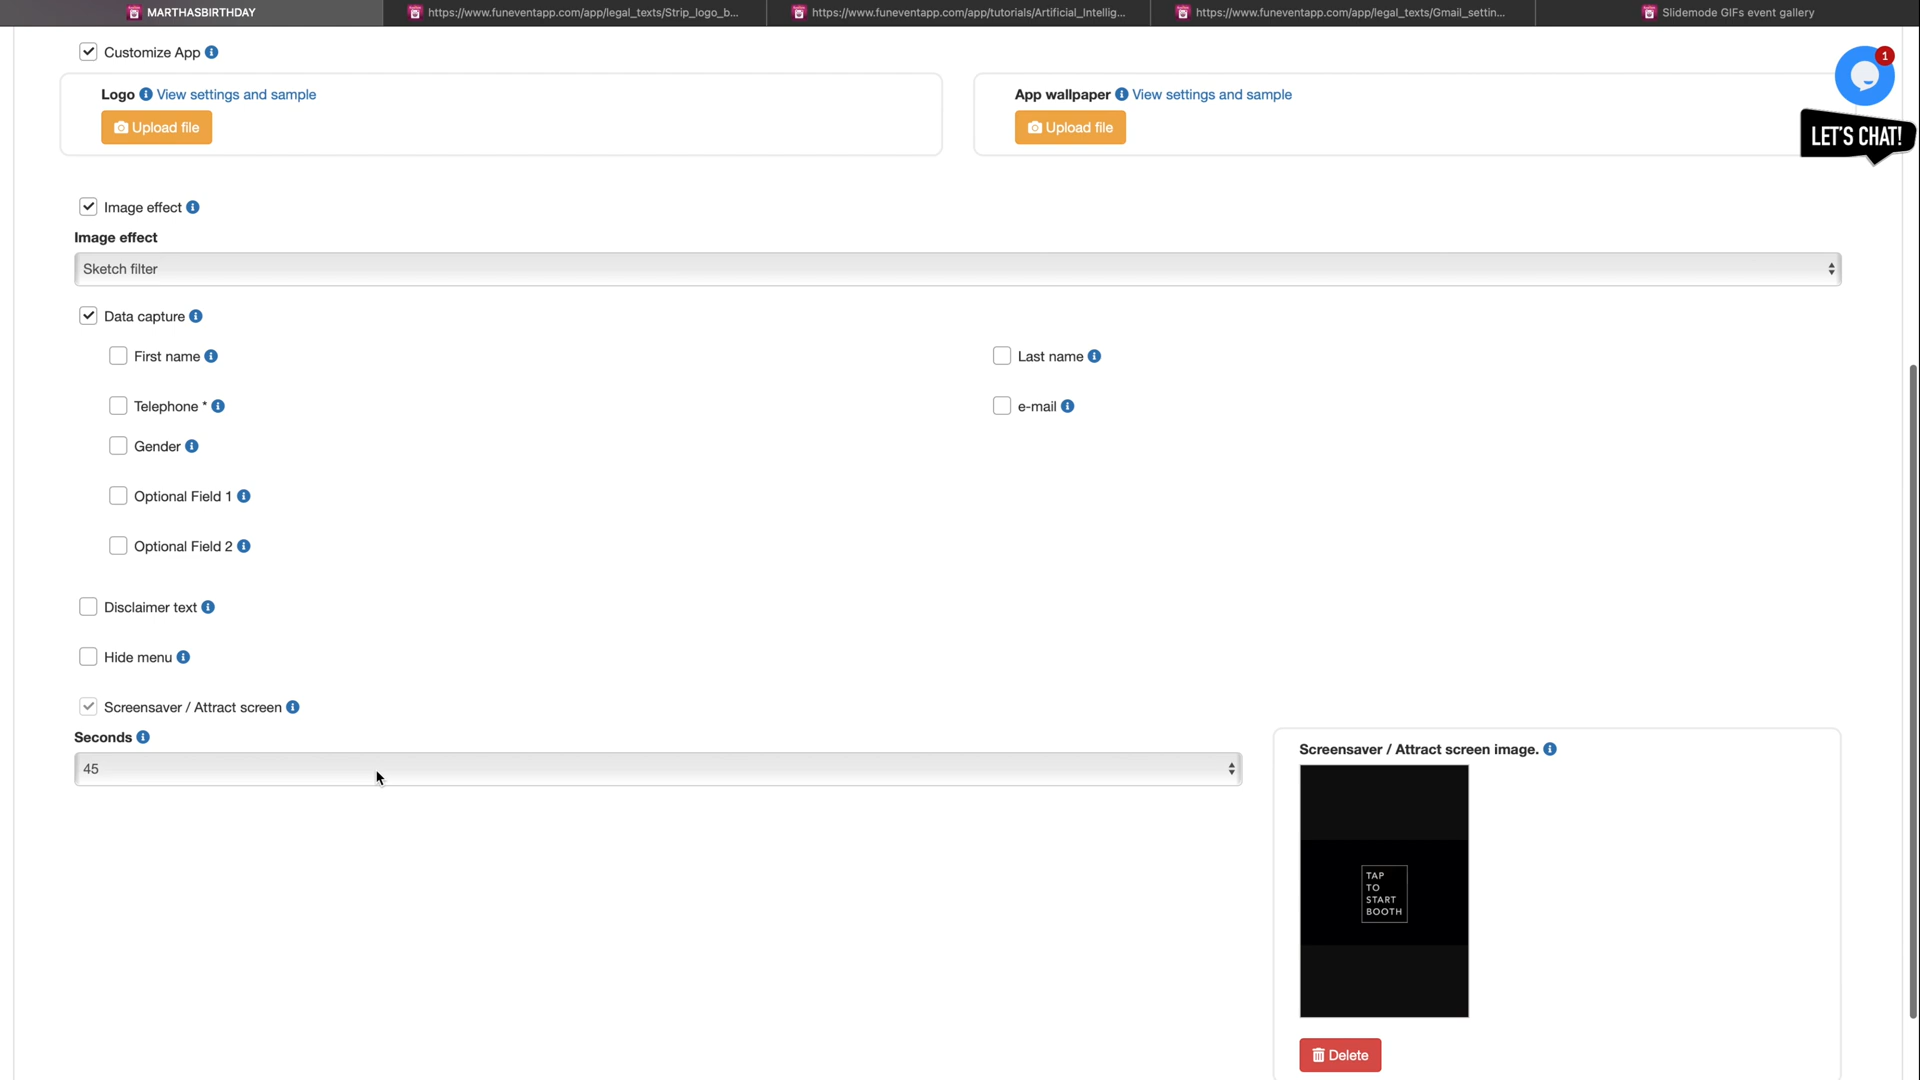 MARTHASBIRTHDAY
https://www.funeventapp.com/app/legal_texts/Strip_logo_b...
https://www.funeventapp.com/app/tutorials/Artificial_Intellig...
https://www.funeventapp.com/app/legal_texts/Gmail_settin...
Slidemode GIFs event gallery
Customize App
1
Logo View settings and sample
App wallpaper View settings and sample
Upload file
Upload file
LET'S CHAT!
Image effect
Image effect
Sketch filter
Data capture
First name
Last name
Telephone *
e-mail
Gender
Optional Field 1
Optional Field 2
Disclaimer text
Hide menu
Screensaver / Attract screen
Seconds
45
Screensaver / Attract screen image.
TAP
TO
START
BOOTH
Delete